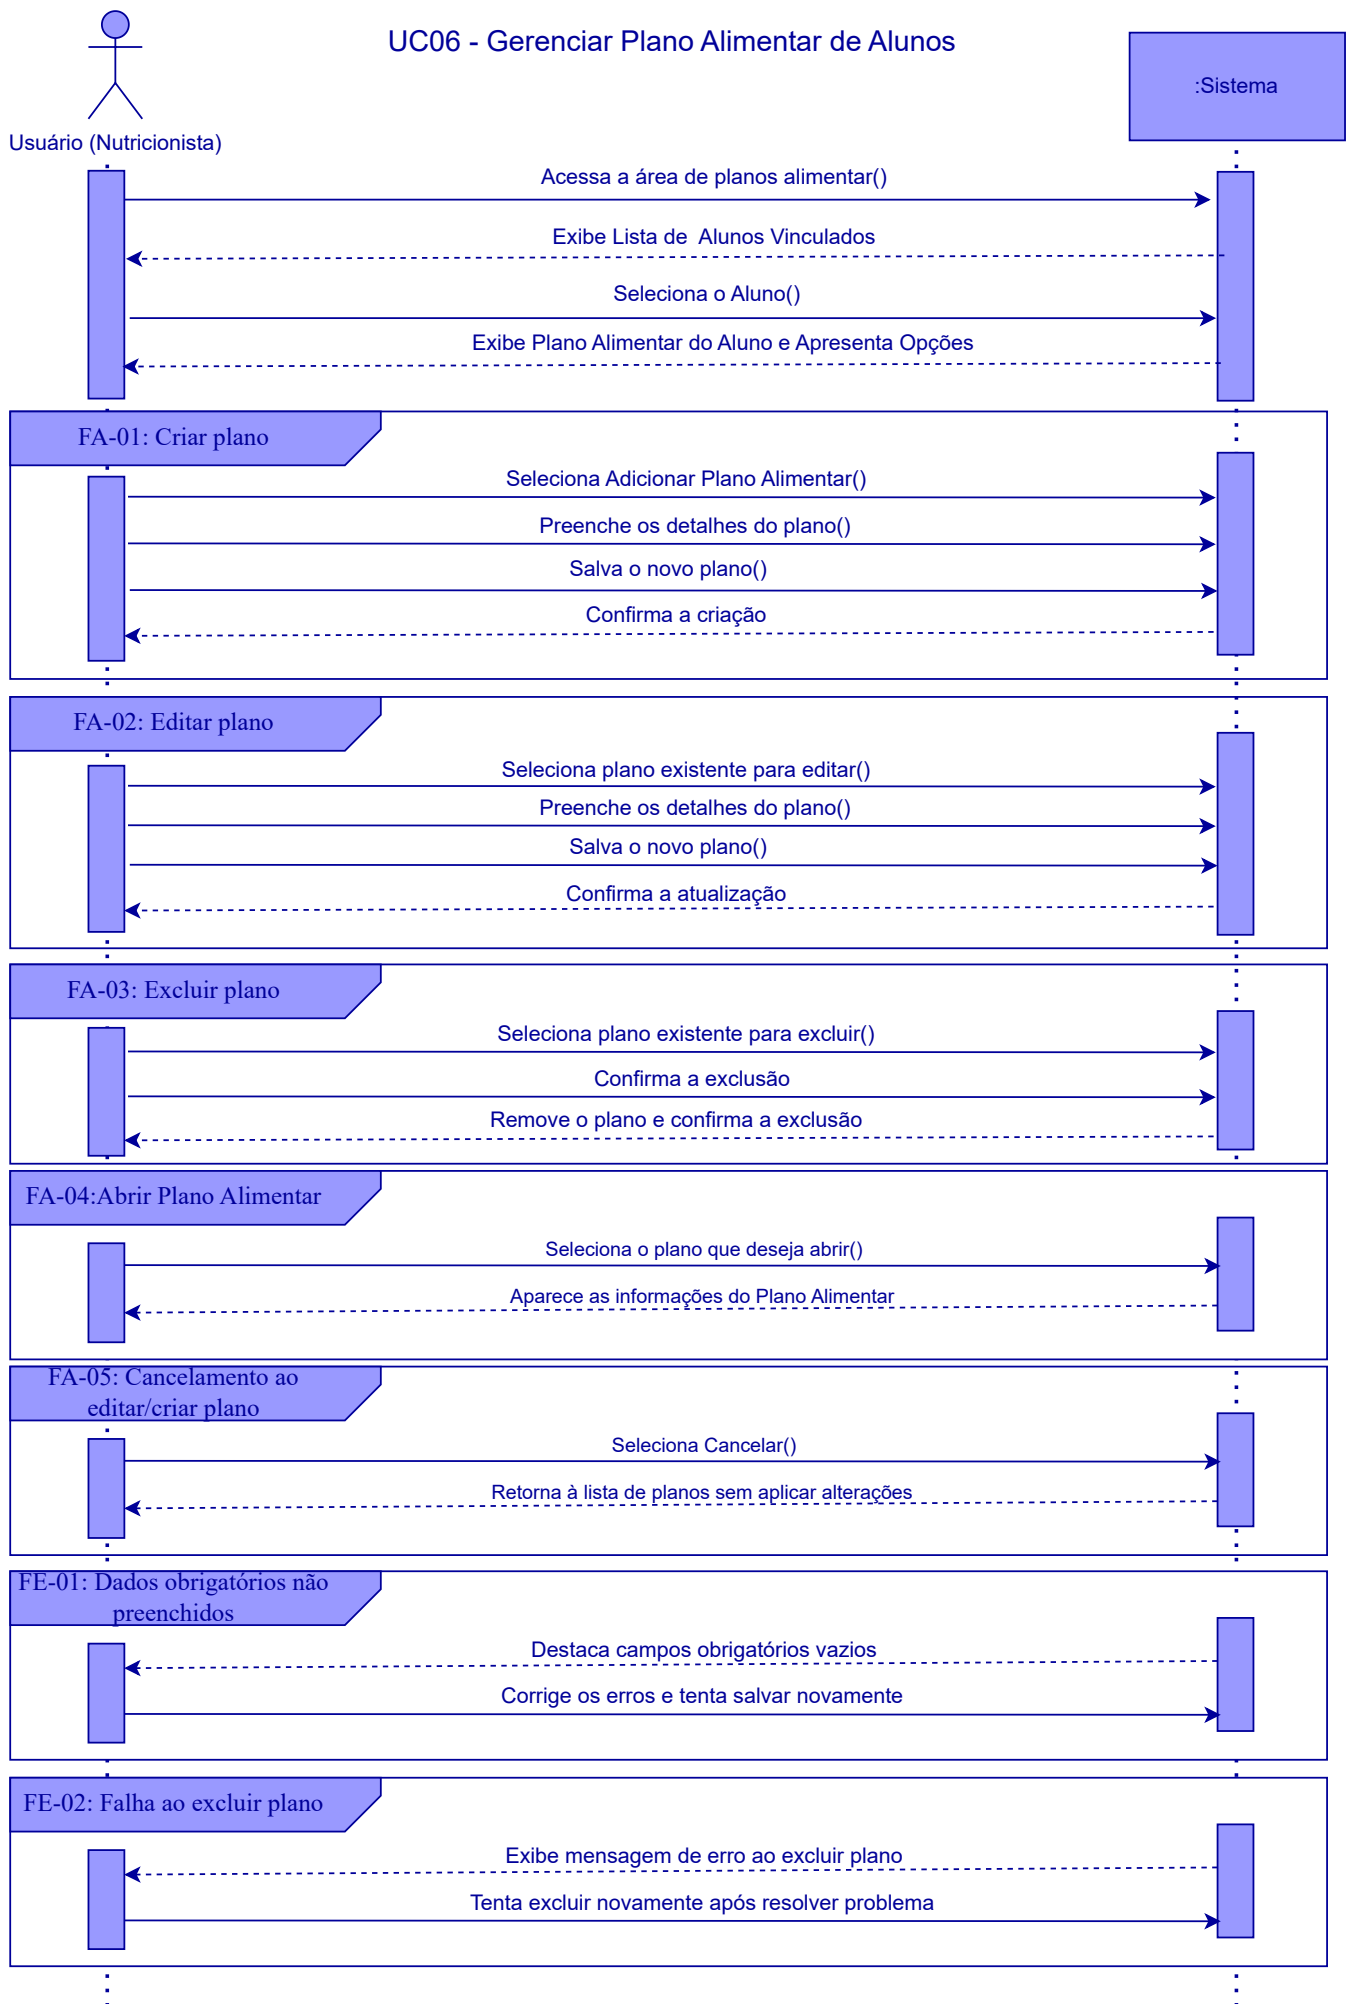 UC06 - Gerenciar Plano Alimentar de Alunos
:Sistema
Usuário (Nutricionista)
Acessa a área de planos alimentar()
Exibe Lista de  Alunos Vinculados
Seleciona o Aluno()
Exibe Plano Alimentar do Aluno e Apresenta Opções
FA-01: Criar plano
Seleciona Adicionar Plano Alimentar()
Preenche os detalhes do plano()
Salva o novo plano()
Confirma a criação
FA-02: Editar plano
Seleciona plano existente para editar()
Preenche os detalhes do plano()
Salva o novo plano()
Confirma a atualização
FA-03: Excluir plano
Seleciona plano existente para excluir()
Confirma a exclusão
Remove o plano e confirma a exclusão
FA-04:Abrir Plano Alimentar
Seleciona o plano que deseja abrir()
Aparece as informações do Plano Alimentar
FA-05: Cancelamento ao
editar/criar plano
Seleciona Cancelar()
Retorna à lista de planos sem aplicar alterações
FE-01: Dados obrigatórios não
preenchidos
Destaca campos obrigatórios vazios
Corrige os erros e tenta salvar novamente
FE-02: Falha ao excluir plano
Exibe mensagem de erro ao excluir plano
Tenta excluir novamente após resolver problema